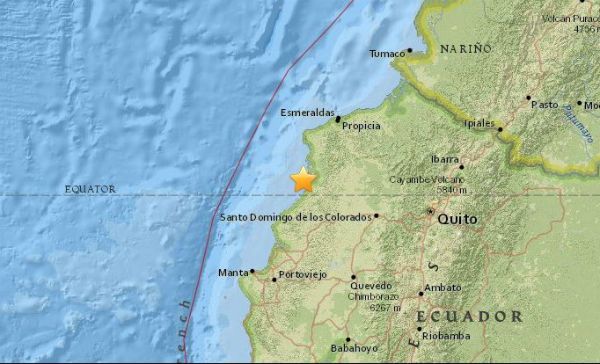 Volcán Purace
4756 m
Tumaco
NARIÑO
Esmeraldas
Propicia
Pasto
Mo
Putumayo
Ipiales
Ibarra
Cayambe Volcano
5840 m
EQUATOR
Santo Domingo de los Colorados
Quito
Manta
Portoviejo
Quevedo
Chimborazo
6267 m
Ambato
S
E
ECUADOR
Riobamba
Babahoyo
ench